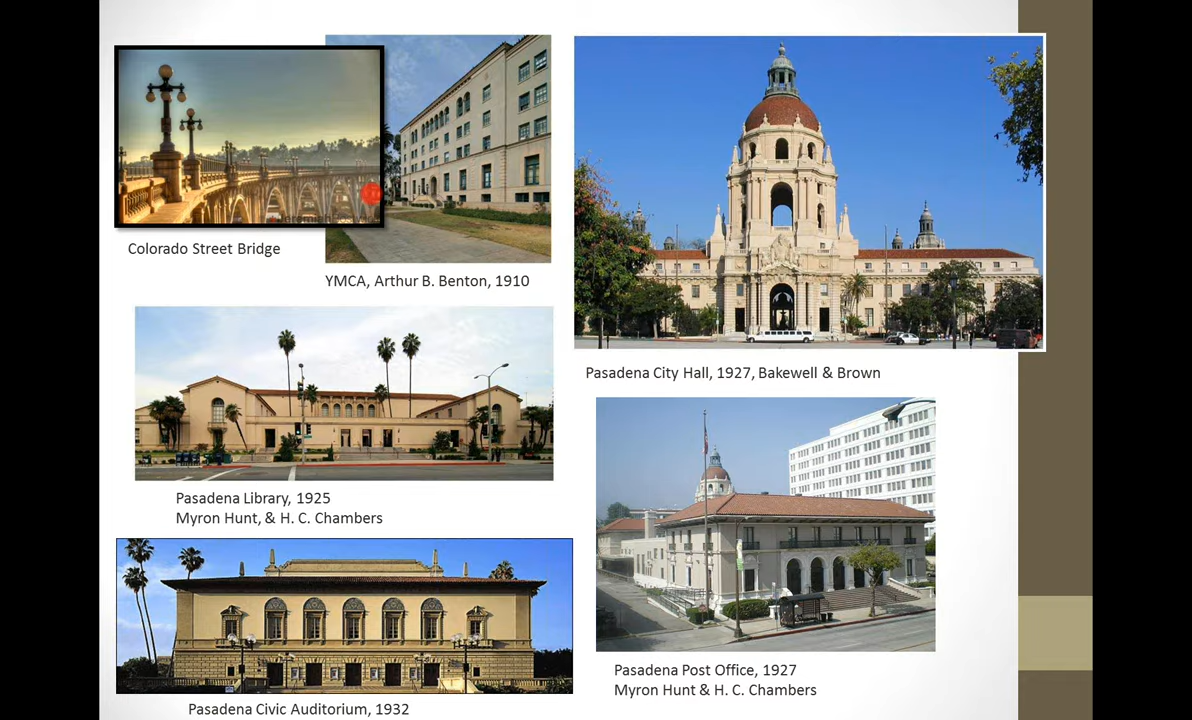 Colorado Street Bridge
YMCA, Arthur B. Benton, 1910
Pasadena City Hall, 1927, Bakewell & Brown
Pasadena Library, 1925
Myron Hunt, & H. C. Chambers
Pasadena Post Office, 1927
Myron Hunt & H. C. Chambers
Pasadena Civic Auditorium, 1932